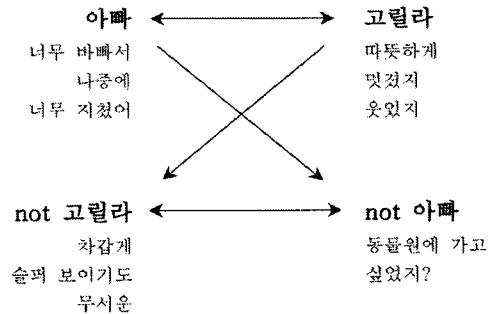 아빠
너무 바빠서
나중에
너무 지쳤어
고릴라
따뜻하게
멋졌지
웃었지
not 고릴라
차갑게
슬퍼 보이기도
무서운
not 아빠
동물원에 가고
싶었지?